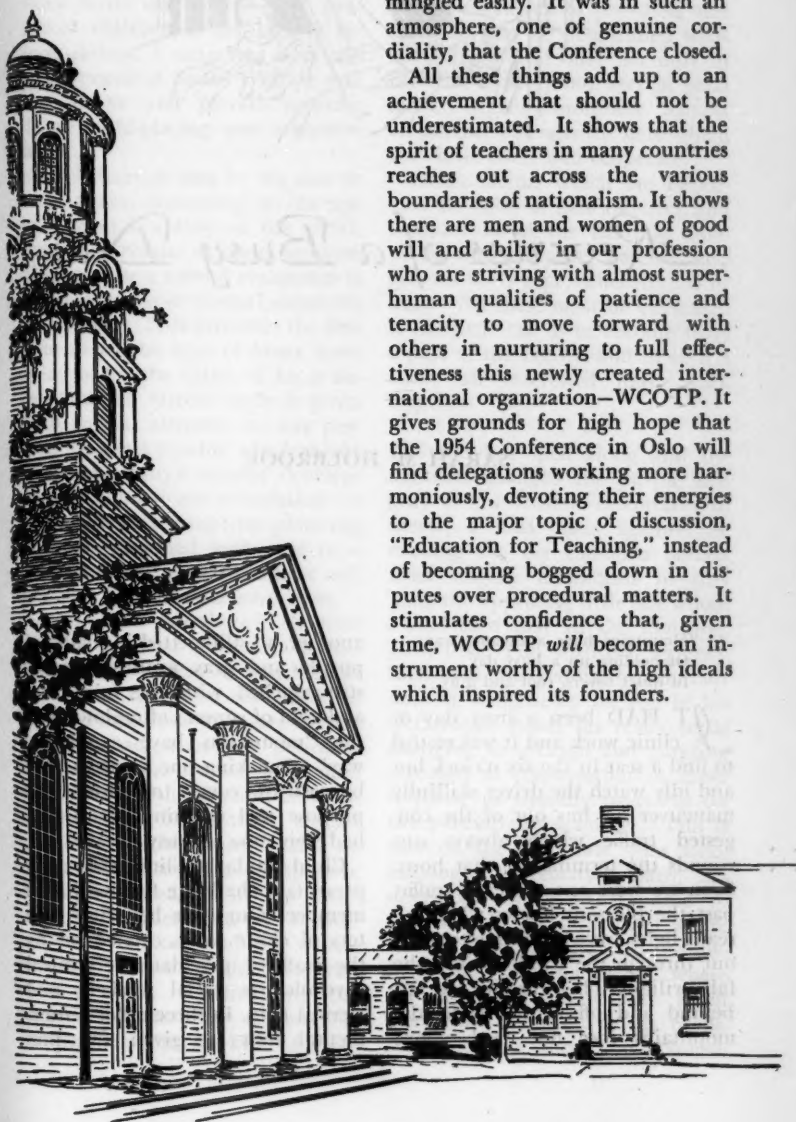 mingled easily. It was in such an
atmosphere, one of genuine cor-
diality, that the Conference closed.
All these things add up to an
achievement that should not be
underestimated. It shows that the
spirit of teachers in many countries
reaches out across the various
boundaries of nationalism. It shows
there are men and women of good
will and ability in our profession
who are striving with almost super-
human qualities of patience and
tenacity to move forward with
others in nurturing to full effec-
tiveness this newly created inter-
national organization—WCOTP. It
gives grounds for high hope that
the 1954 Conference in Oslo will
find delegations working more har-
moniously, devoting their energies
to the major topic of discussion,
"Education for Teaching," instead
of becoming bogged down in dis-
putes over procedural matters. It
stimulates confidence that, given
time, WCOTP will become an in-
strument worthy of the high ideals
which inspired its founders.